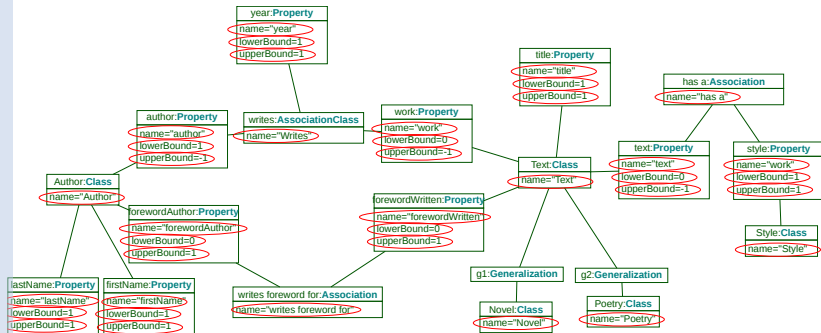 year:Property
name="year"
lowerBound=1
upperBound=1
title:Property
name="title"
lowerBound=1
upperBound=1
has a:Association
name="has a"
author:Property
name="author"
lowerBound=1
upperBound=-1
writes:AssociationClass
name="Writes"
work:Property
name="work"
lowerBound=0
upperBound=-1
Text:Class
name="Text"
text:Property
name="text"
lowerBound=0
upperBound=-1
style:Property
name="work"
lowerBound=1
upperBound=1
Author:Class
name="Author
forewordAuthor:Property
name="forewordAuthor"
lowerBound=0
upperBound=1
forewordWritten:Property
name="forewordWritten"
lowerBound=0
upperBound=1
Style:Class
name="Style"
lastName:Property
name="lastName"
lowerBound=1
upperBound=1
firstName:Property
name="firstName"
lowerBound=1
upperBound=1
writes foreword for:Association
name="writes foreword for
g1:Generalization
g2:Generalization
Novel:Class
name="Novel"
Poetry:Class
name="Poetry"